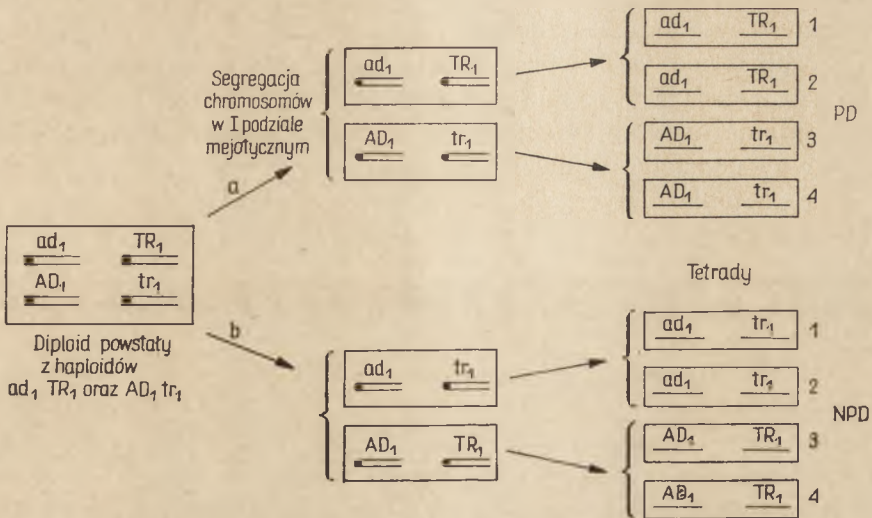 Segregacja
chromosomów
w I podziale
mejotycznym
a
ad₁ TR₁
AD₁ tr₁
ad₁ TR₁ 1
ad₁ TR₁ 2
PD
AD₁ tr₁ 3
AD₁ tr₁ 4
ad₁ TR₁
AD₁ tr₁
Diploid powstały
z haploidów
ad₁ TR₁ oraz AD₁ tr₁
b
Tetrady
ad₁ tr₁
AD₁ TR₁
ad₁ tr₁ 1
ad₁ tr₁ 2
NPD
AD₁ TR₁ 3
AD₁ TR₁ 4